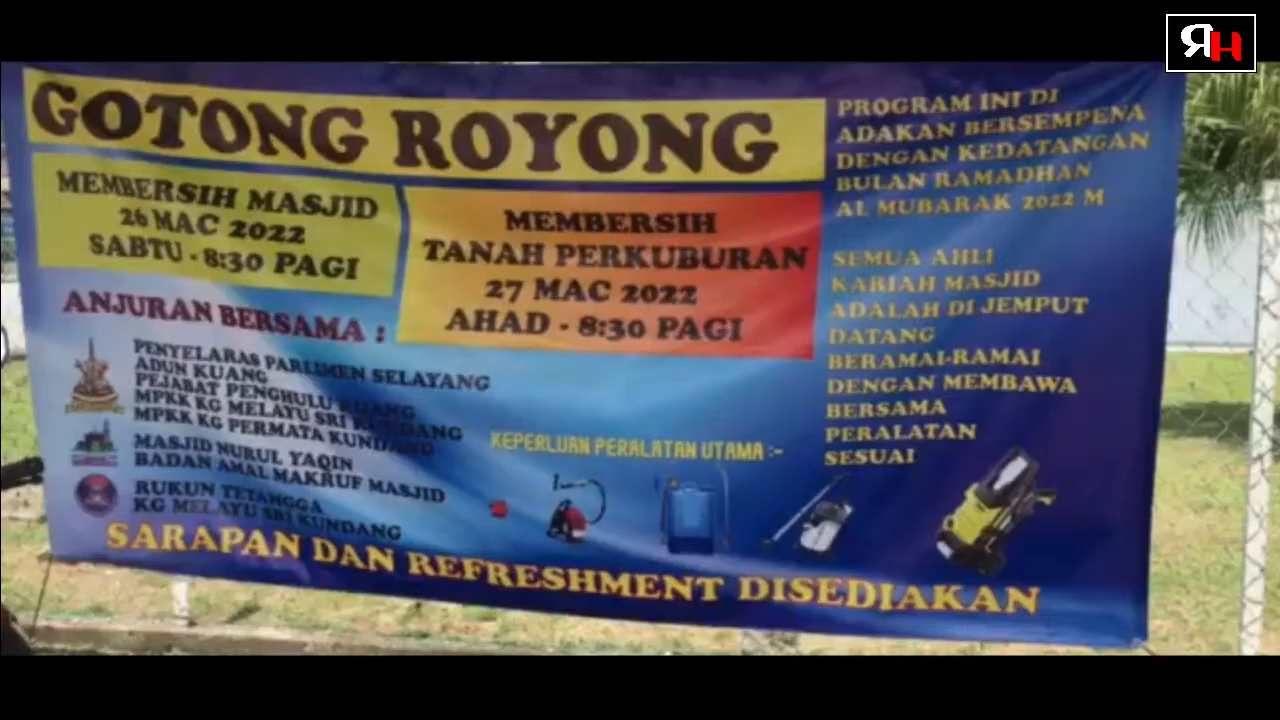 RH
GOTONG ROYONG
MEMBERSIH MASJID
26 MAC 2022
SABTU - 8:30 PAGI
MEMBERSIH
TANAH PERKUBURAN
27 MAC 2022
AHAD - 8:30 PAGI
PROGRAM INI DI
ADAKAN BERSEMPENA
DENGAN KEDATANGAN
BULAN RAMADHAN
AL MUBARAK 2022 M
SEMUA AHLI
KARIAH MASJID
ADALAH DI JEMPUT
DATANG
BERAMAI-RAMAI
DENGAN MEMBAWA
BERSAMA
PERALATAN
SESUAI
ANJURAN BERSAMA :
PENYELARAS PARLIMEN SELAYANG
ADUN KUANG
PEJABAT PENGHULU KUANG
MPKK KG MELAYU SRI KUNDANG
MPKK KG PERMATA KUNDANG
MASJID NURUL YAQIN
BADAN AMAL MAKRUF MASJID
RUKUN TETANGGA
KG MELAYU SRI KUNDANG
KEPERLUAN PERALATAN UTAMA :-
SARAPAN DAN REFRESHMENT DISEDIAKAN